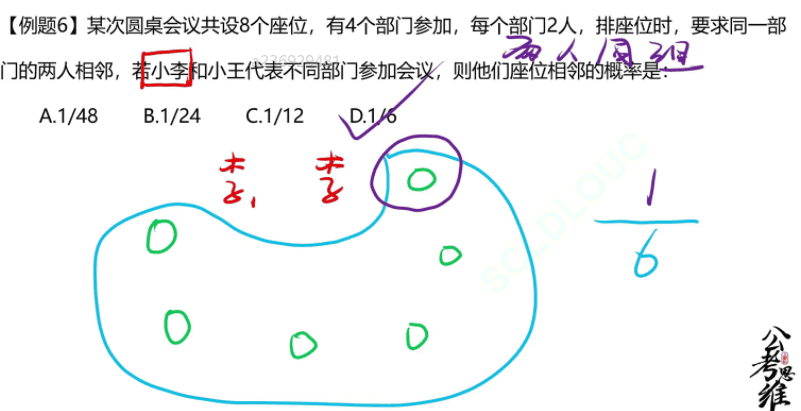 【例题6】某次圆桌会议共设8个座位，有4个部门参加，每个部门2人，排座位时，要求同一部
门的两人相邻，若小李和小王代表不同部门参加会议，则他们座位相邻的概率是：
两人同组
A.1/48 B.1/24 C.1/12 D.1/6
李 李
1
6
SCLDLOUC
公考思维